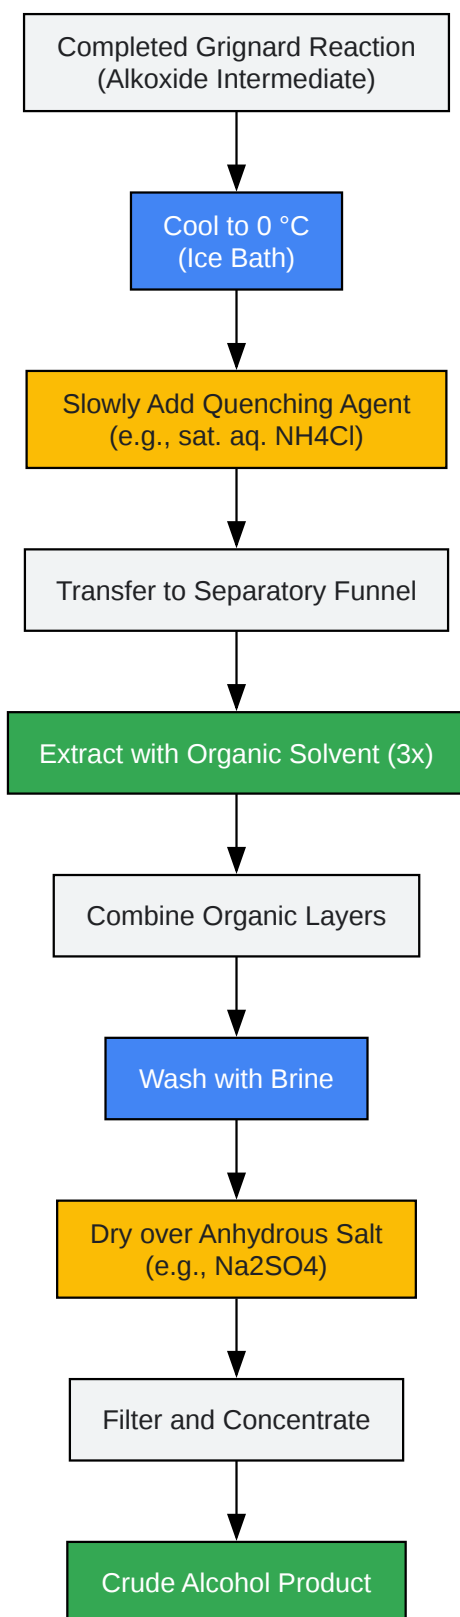 Completed Grignard Reaction
(Alkoxide Intermediate)
Cool to 0 °C
(Ice Bath)
Slowly Add Quenching Agent
(e.g., sat. aq. NH4Cl)
Transfer to Separatory Funnel
Extract with Organic Solvent (3x)
Combine Organic Layers
Wash with Brine
Dry over Anhydrous Salt
(e.g., Na2SO4)
Filter and Concentrate
Crude Alcohol Product